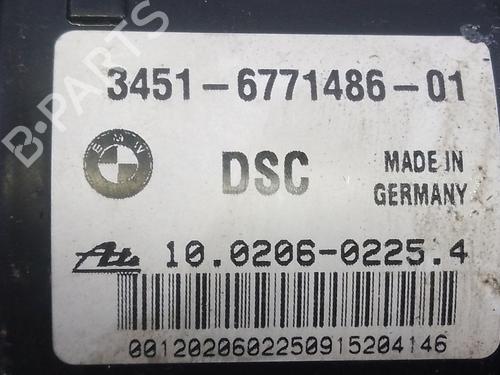 3451-6771486-01
BMW
DSC
MADE IN
GERMANY
Ate
10.0206-0225.4
0012020602250915204146
B-PARTS